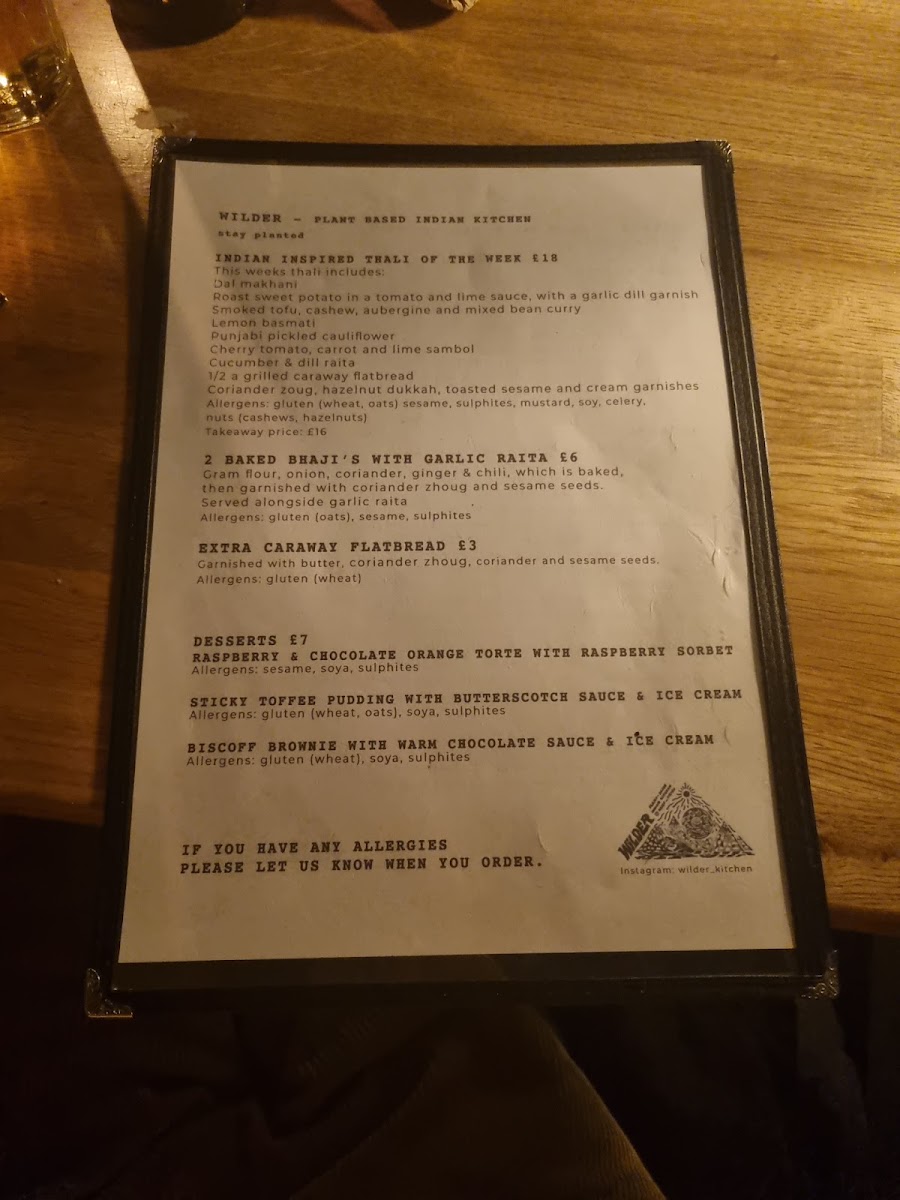 WILDER - PLANT BASED INDIAN KITCHEN
stay planted
INDIAN INSPIRED THALI OF THE WEEK £18
This weeks thali includes:
Dal makhani
Roast sweet potato in a tomato and lime sauce, with a garlic dill garnish
Smoked tofu, cashew, aubergine and mixed bean curry
Lemon basmati
Punjabi pickled cauliflower
Cherry tomato, carrot and lime sambol
Cucumber & dill raita
1/2 a grilled caraway flatbread
Coriander zoug, hazelnut dukkah, toasted sesame and cream garnishes
Allergens: gluten (wheat, oats) sesame, sulphites, mustard, soy, celery,
nuts (cashews, hazelnuts)
Takeaway price: £16
2 BAKED BHAJI'S WITH GARLIC RAITA £6
Gram flour, onion, coriander, ginger & chili, which is baked,
then garnished with coriander zhoug and sesame seeds.
Served alongside garlic raita
Allergens: gluten (oats), sesame, sulphites
EXTRA CARAWAY FLATBREAD £3
Garnished with butter, coriander zhoug, coriander and sesame seeds.
Allergens: gluten (wheat)
DESSERTS £7
RASPBERRY & CHOCOLATE ORANGE TORTE WITH RASPBERRY SORBET
Allergens: sesame, soya, sulphites
STICKY TOFFEE PUDDING WITH BUTTERSCOTCH SAUCE & ICE CREAM
Allergens: gluten (wheat, oats), soya, sulphites
BISCOFF BROWNIE WITH WARM CHOCOLATE SAUCE & ICE CREAM
Allergens: gluten (wheat), soya, sulphites
IF YOU HAVE ANY ALLERGIES
PLEASE LET US KNOW WHEN YOU ORDER.
WILDER
Instagram: wilder_kitchen